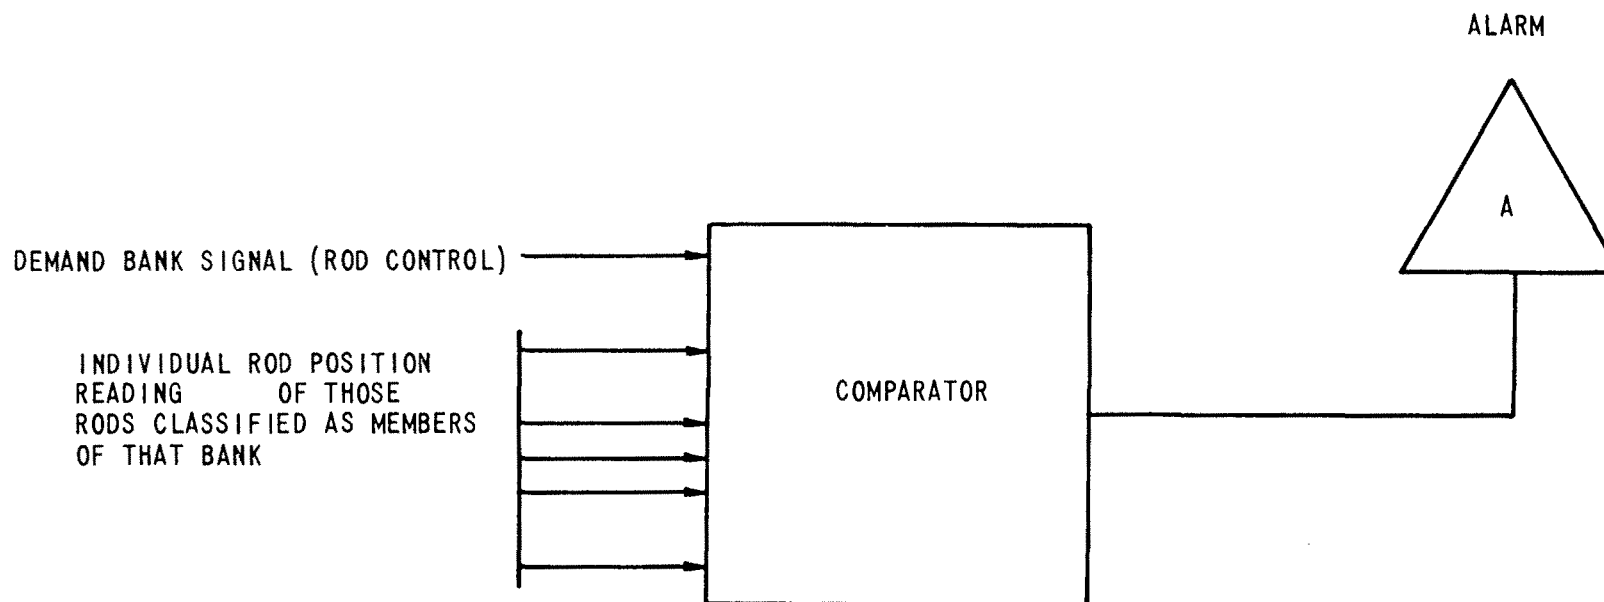 ALARM
A
DEMAND BANK SIGNAL (ROD CONTROL)
INDIVIDUAL ROD POSITION
READING OF THOSE
RODS CLASSIFIED AS MEMBERS
OF THAT BANK
COMPARATOR